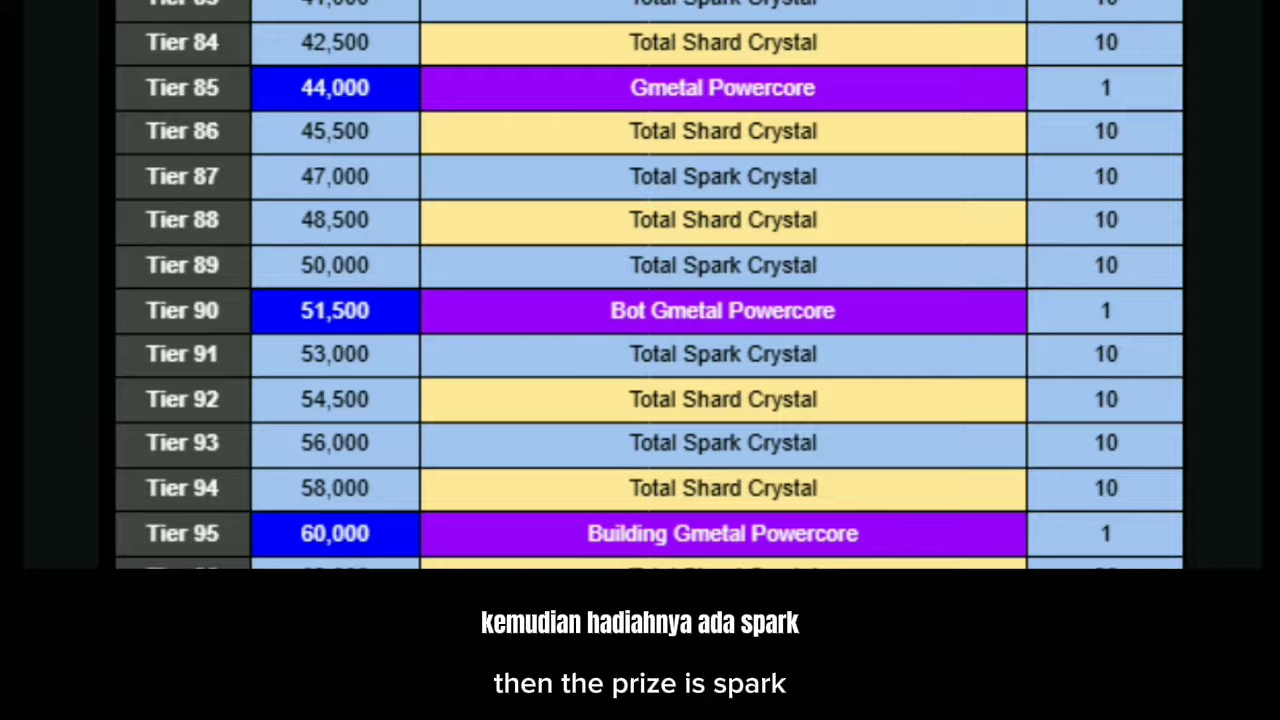 Total Spark Crystal
Tier 84 42,500 Total Shard Crystal 10
Tier 85 44,000 Gmetal Powercore 1
Tier 86 45,500 Total Shard Crystal 10
Tier 87 47,000 Total Spark Crystal 10
Tier 88 48,500 Total Shard Crystal 10
Tier 89 50,000 Total Spark Crystal 10
Tier 90 51,500 Bot Gmetal Powercore 1
Tier 91 53,000 Total Spark Crystal 10
Tier 92 54,500 Total Shard Crystal 10
Tier 93 56,000 Total Spark Crystal 10
Tier 94 58,000 Total Shard Crystal 10
Tier 95 60,000 Building Gmetal Powercore 1
kemudian hadiahnya ada spark
then the prize is spark